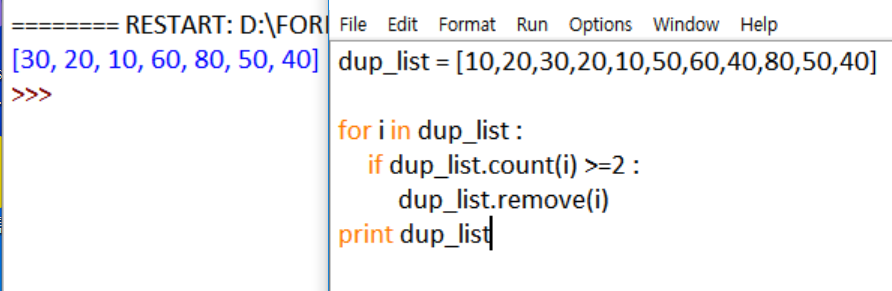 ======== RESTART: D:\FORI
[30, 20, 10, 60, 80, 50, 40]
>>>
File Edit Format Run Options Window Help
dup_list = [10,20,30,20,10,50,60,40,80,50,40]
for i in dup_list :
if dup_list.count(i) >=2 :
dup_list.remove(i)
print dup_list